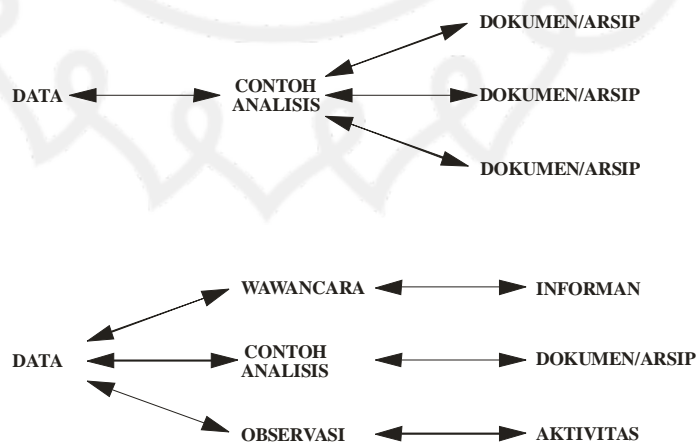 DOKUMEN/ARSIP
DATA
CONTOH
ANALISIS
DOKUMEN/ARSIP
DOKUMEN/ARSIP
WAWANCARA
INFORMAN
DATA
CONTOH
ANALISIS
DOKUMEN/ARSIP
OBSERVASI
AKTIVITAS